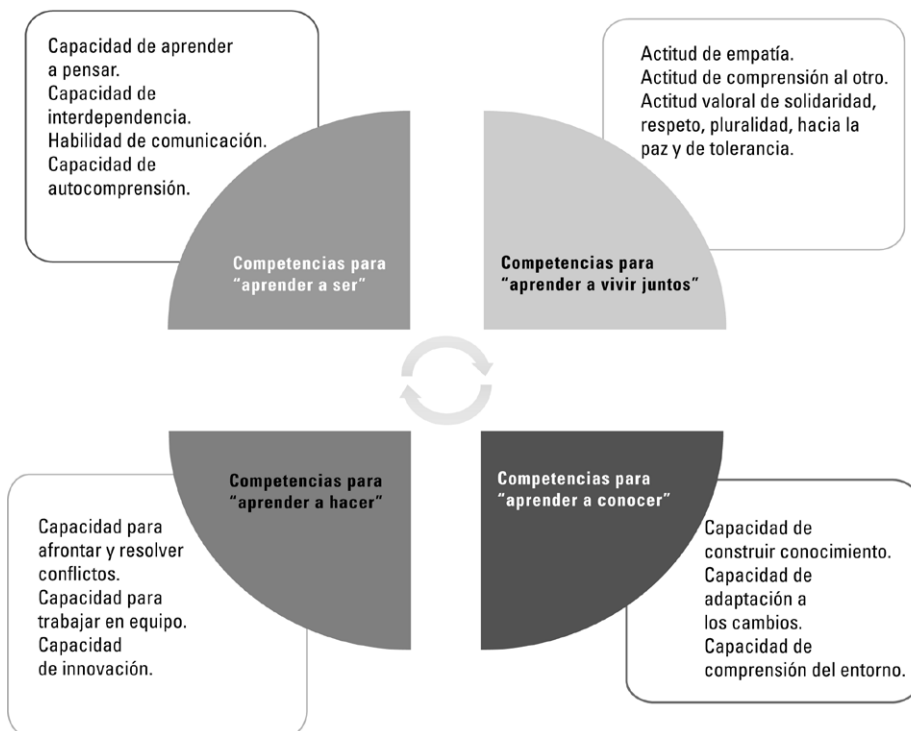 Capacidad de aprender
a pensar.
Capacidad de
interdependencia.
Habilidad de comunicación.
Capacidad de
autocomprensión.
Competencias para
“aprender a ser”
Actitud de empatía.
Actitud de comprensión al otro.
Actitud valoral de solidaridad,
respeto, pluralidad, hacia la
paz y de tolerancia.
Competencias para
“aprender a vivir juntos”
Competencias para
“aprender a hacer”
Capacidad para
afrontar y resolver
conflictos.
Capacidad para
trabajar en equipo.
Capacidad
de innovación.
Competencias para
“aprender a conocer”
Capacidad de
construir conocimiento.
Capacidad de
adaptación a
los cambios.
Capacidad de
comprensión del entorno.